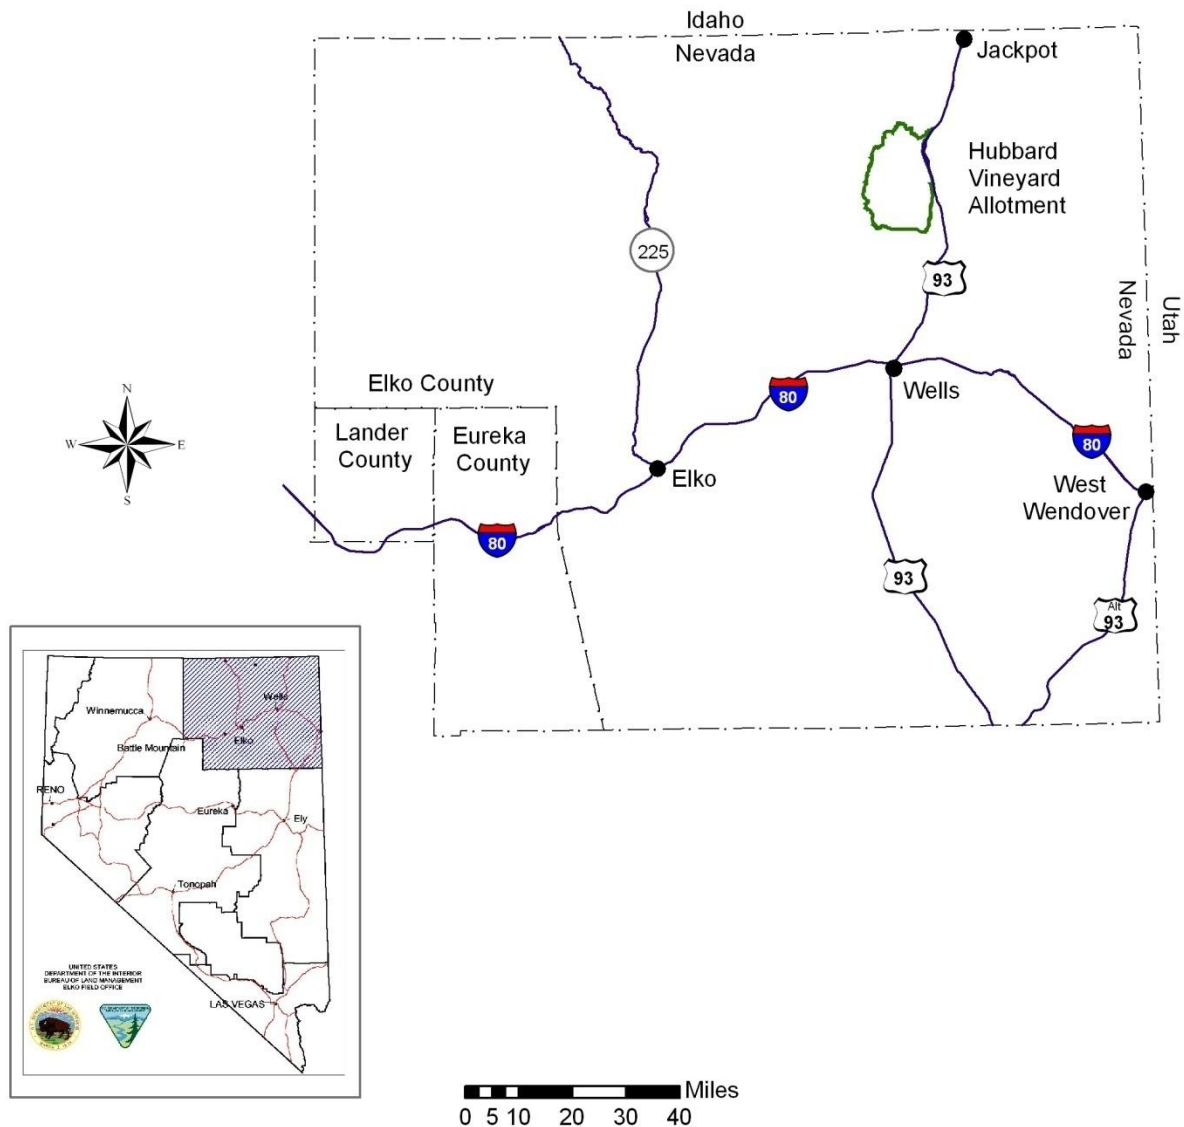 Idaho
Nevada
Jackpot
Hubbard
Vineyard
Allotment
225
93
Nevada
Utah
Elko County
80
Wells
N
W
E
S
Lander
County
Eureka
County
80
Elko
West
Wendover
80
93
Alt
93
Wells
Winnemucca
Elko
Battle Mountain
RENO
Eureka
Ely
Tonopah
UNITED STATES
DEPARTMENT OF THE INTERIOR
BUREAU OF LAND MANAGEMENT
ELKO FIELD OFFICE
LAS VEGAS
Miles
0 5 10 20 30 40